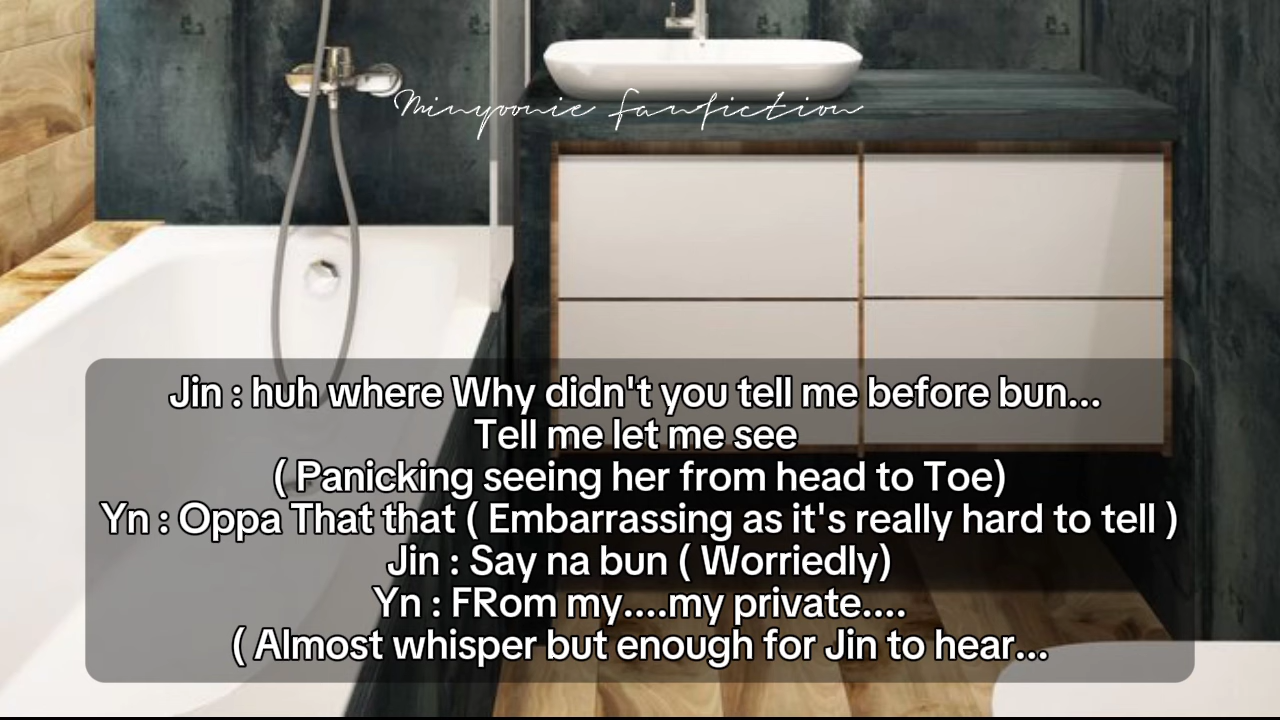 Minyoonie fanfiction
Jin : huh where Why didn't you tell me before bun...
Tell me let me see
( Panicking seeing her from head to Toe)
Yn : Oppa That that ( Embarrassing as it's really hard to tell )
Jin : Say na bun ( Worriedly)
Yn : FRom my....my private....
( Almost whisper but enough for Jin to hear...